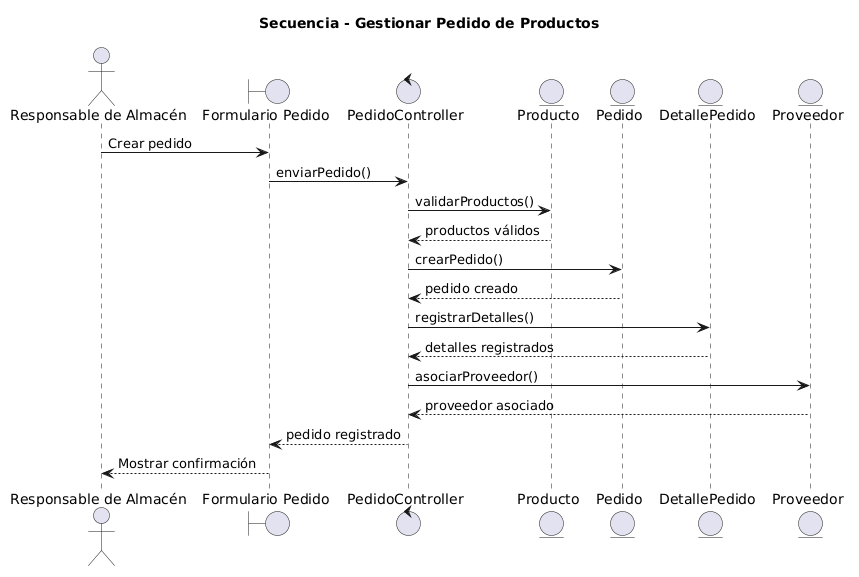 Secuencia - Gestionar Pedido de Productos
Responsable de Almacén Formulario Pedido PedidoController Producto Pedido DetallePedido Proveedor
Crear pedido
enviarPedido()
validarProductos()
productos válidos
crearPedido()
pedido creado
registrarDetalles()
detalles registrados
asociarProveedor()
proveedor asociado
pedido registrado
Mostrar confirmación
Responsable de Almacén Formulario Pedido PedidoController Producto Pedido DetallePedido Proveedor